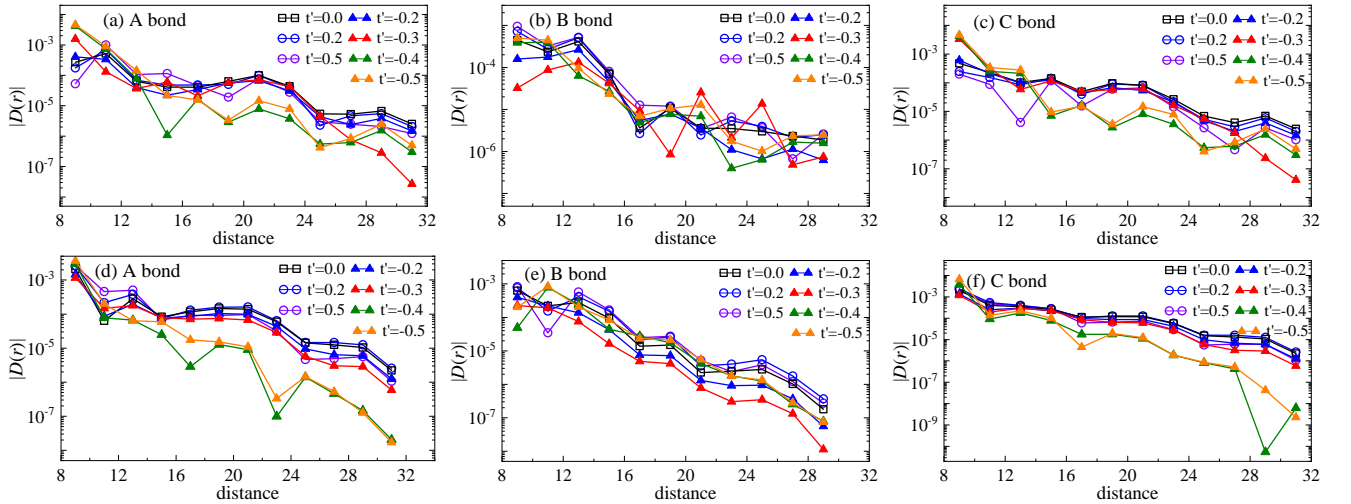 (a) A bond
t'=0.0 t'=-0.2
t'=0.2 t'=-0.3
t'=0.5 t'=-0.4
t'=-0.5
10^-3
10^-5
10^-7
|D(r)|
8 12 16 20 24 28 32
distance
(b) B bond
t'=0.0 t'=-0.2
t'=0.2 t'=-0.3
t'=0.5 t'=-0.4
t'=-0.5
10^-4
10^-6
|D(r)|
8 12 16 20 24 28 32
distance
(c) C bond
t'=0.0 t'=-0.2
t'=0.2 t'=-0.3
t'=0.5 t'=-0.4
t'=-0.5
10^-4
10^-6
|D(r)|
8 12 16 20 24 28 32
distance
(d) A bond
t'=0.0 t'=-0.2
t'=0.2 t'=-0.3
t'=0.5 t'=-0.4
t'=-0.5
10^-3
10^-5
10^-7
|D(r)|
8 12 16 20 24 28 32
distance
(e) B bond
t'=0.0 t'=-0.2
t'=0.2 t'=-0.3
t'=0.5 t'=-0.4
t'=-0.5
10^-3
10^-5
10^-7
|D(r)|
8 12 16 20 24 28 32
distance
(f) C bond
t'=0.0 t'=-0.2
t'=0.2 t'=-0.3
t'=0.5 t'=-0.4
t'=-0.5
10^-1
10^-3
10^-5
10^-7
10^-9
|D(r)|
8 12 16 20 24 28 32
distance